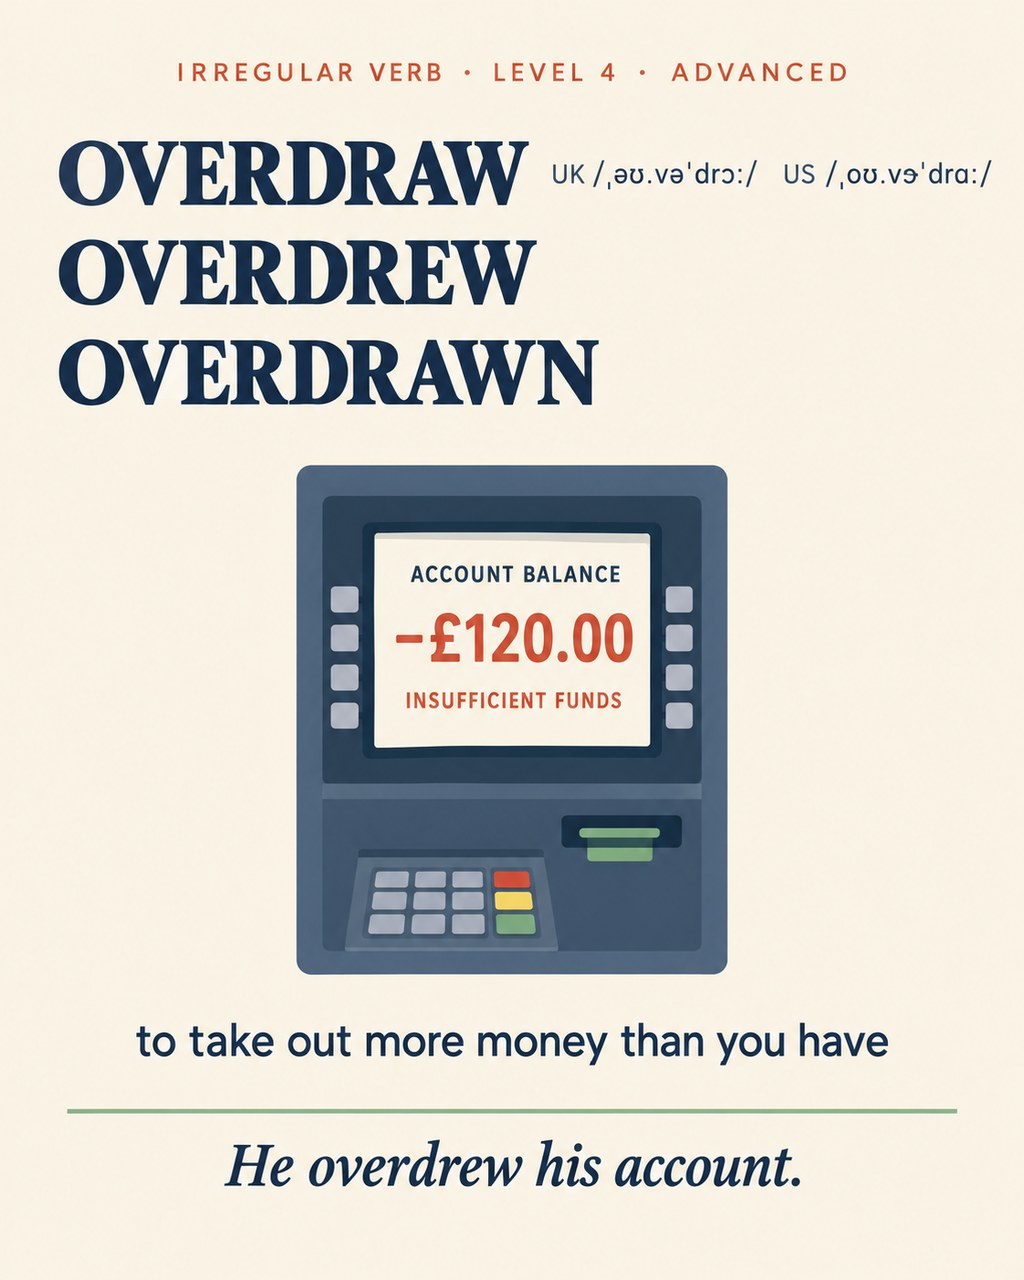 IRREGULAR VERB · LEVEL 4 · ADVANCED
OVERDRAW UK /ˌəʊ.vəˈdrɔː/ US /ˌoʊ.vɘˈdrɑː/
OVERDREW
OVERDRAWN
ACCOUNT BALANCE
–£120.00
INSUFFICIENT FUNDS
to take out more money than you have
He overdrew his account.